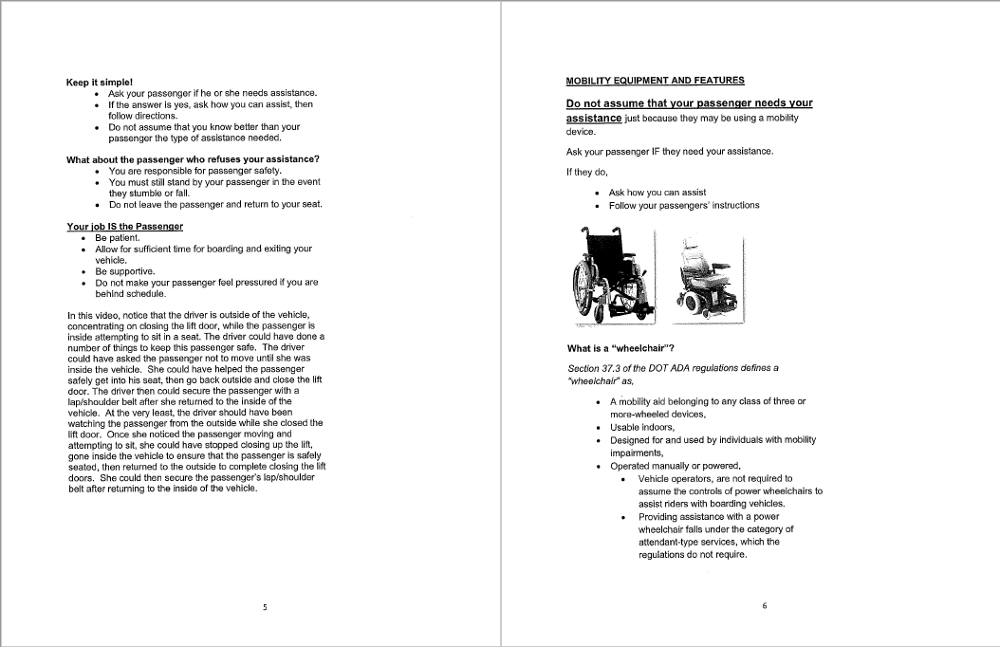 Keep it simple!
• Ask your passenger if he or she needs assistance.
• If the answer is yes, ask how you can assist, then
follow directions.
• Do not assume that you know better than your
passenger the type of assistance needed.
What about the passenger who refuses your assistance?
• You are responsible for passenger safety.
• You must still stand by your passenger in the event
they stumble or fall.
• Do not leave the passenger and return to your seat.
Your job IS the Passenger
• Be patient.
• Allow for sufficient time for boarding and exiting your
vehicle.
• Be supportive.
• Do not make your passenger feel pressured if you are
behind schedule.
In this video, notice that the driver is outside of the vehicle,
concentrating on closing the lift door, while the passenger is
inside attempting to sit in a seat. The driver could have done a
number of things to keep this passenger safe. The driver
could have asked the passenger not to move until she was
inside the vehicle. She could have helped the passenger
safely get into his seat, then go back outside and close the lift
door. The driver then could secure the passenger with a
lap/shoulder belt after she returned to the inside of the
vehicle. At the very least, the driver should have been
watching the passenger from the outside while she closed the
lift door. Once she noticed the passenger moving and
attempting to sit, she could have stopped closing up the lift,
gone inside the vehicle to ensure that the passenger is safely
seated, then returned to the outside to complete closing the lift
doors. She could then secure the passenger's lap/shoulder
belt after returning to the inside of the vehicle.
5
MOBILITY EQUIPMENT AND FEATURES
Do not assume that your passenger needs your
assistance just because they may be using a mobility
device.
Ask your passenger IF they need your assistance.
If they do,
• Ask how you can assist
• Follow your passengers' instructions
What is a “wheelchair”?
Section 37.3 of the DOT ADA regulations defines a
"wheelchair" as,
• A mobility aid belonging to any class of three or
more-wheeled devices,
• Usable indoors,
• Designed for and used by individuals with mobility
impairments,
• Operated manually or powered,
• Vehicle operators, are not required to
assume the controls of power wheelchairs to
assist riders with boarding vehicles.
• Providing assistance with a power
wheelchair falls under the category of
attendant-type services, which the
regulations do not require.
6